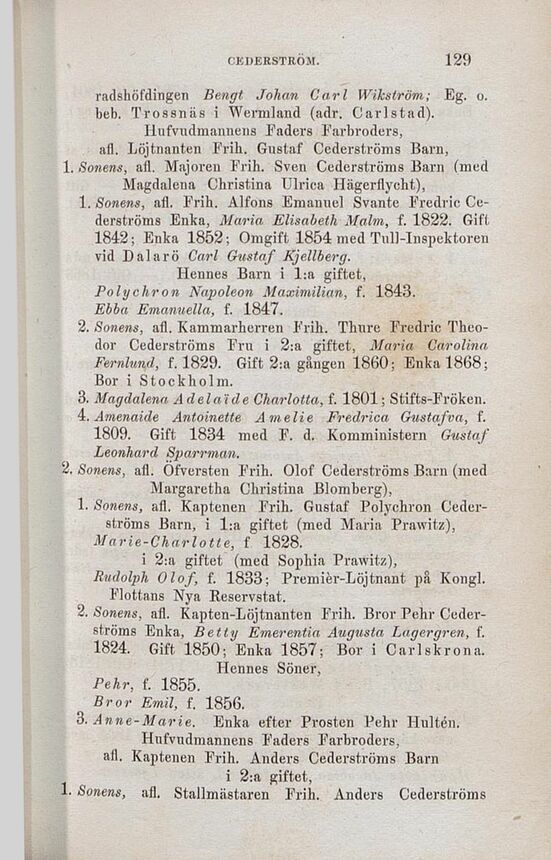 CEDERSTRÖM. 129
radshöfdingen Bengt Johan Carl Wikström; Eg. o.
beb. Trossnäs i Wermland (adr. Carlstad).
Hufvudmannens Faders Farbroders,
afl. Löjtnanten Frih. Gustaf Cederströms Barn,
1. Sonens, afl. Majoren Frih. Sven Cederströms Barn (med
Magdalena Christina Ulrica Hägerflycht),
1. Sonens, afl. Frih. Alfons Emanuel Svante Fredric Ce-
derströms Enka, Maria Elisabeth Malm, f. 1822. Gift
1842; Enka 1852; Omgift 1854 med Tull-Inspektoren
vid Dalarö Carl Gustaf Kjellberg.
Hennes Barn i 1:a giftet,
Polychron Napoleon Maximilian, f. 1843.
Ebba Emanuella, f. 1847.
2. Sonens, afl. Kammarherren Frih. Thure Fredric Theo-
dor Cederströms Fru i 2:a giftet, Maria Carolina
Fernlund, f. 1829. Gift 2:a gången 1860; Enka 1868;
Bor i Stockholm.
3. Magdalena Adelaïde Charlotta, f. 1801; Stifts-Fröken.
4. Amenaide Antoinette Amelie Fredrica Gustafva, f.
1809. Gift 1834 med F. d. Komministern Gustaf
Leonhard Sparrman.
2. Sonens, afl. Öfversten Frih. Olof Cederströms Barn (med
Margaretha Christina Blomberg),
1. Sonens, afl. Kaptenen Frih. Gustaf Polychron Ceder-
ströms Barn, i 1:a giftet (med Maria Prawitz),
Marie-Charlotte, f 1828.
i 2:a giftet (med Sophia Prawitz),
Rudolph Olof, f. 1833; Premièr-Löjtnant på Kongl.
Flottans Nya Reservstat.
2. Sonens, afl. Kapten-Löjtnanten Frih. Bror Pehr Ceder-
ströms Enka, Betty Emerentia Augusta Lagergren, f.
1824. Gift 1850; Enka 1857; Bor i Carlskrona.
Hennes Söner,
Pehr, f. 1855.
Bror Emil, f. 1856.
3. Anne-Marie. Enka efter Prosten Pehr Hultén.
Hufvudmannens Faders Farbroders,
afl. Kaptenen Frih. Anders Cederströms Barn
i 2:a giftet,
1. Sonens, afl. Stallmästaren Frih. Anders Cederströms